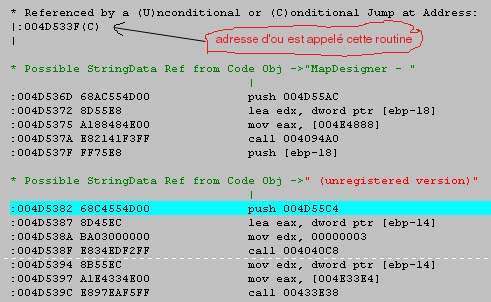 * Referenced by a (U)nconditional or (C)onditional Jump at Address:
|:004D533F(C)
adresse d'ou est appelé cette routine
|
* Possible StringData Ref from Code Obj ->"MapDesigner - "
|
:004D536D 68AC554D00 push 004D55AC
:004D5372 8D55E8 lea edx, dword ptr [ebp-18]
:004D5375 A188484E00 mov eax, [004E4888]
:004D537A E82141F3FF call 004094A0
:004D537F FF75E8 push [ebp-18]
* Possible StringData Ref from Code Obj ->" (unregistered version)"
|
:004D5382 68C4554D00 push 004D55C4
:004D5387 8D45EC lea eax, dword ptr [ebp-14]
:004D538A BA03000000 mov edx, 00000003
:004D538F E834EDF2FF call 004040C8
:004D5394 8B55EC mov edx, dword ptr [ebp-14]
:004D5397 A1E4334E00 mov eax, [004E33E4]
:004D539C E897EAF5FF call 00433E38